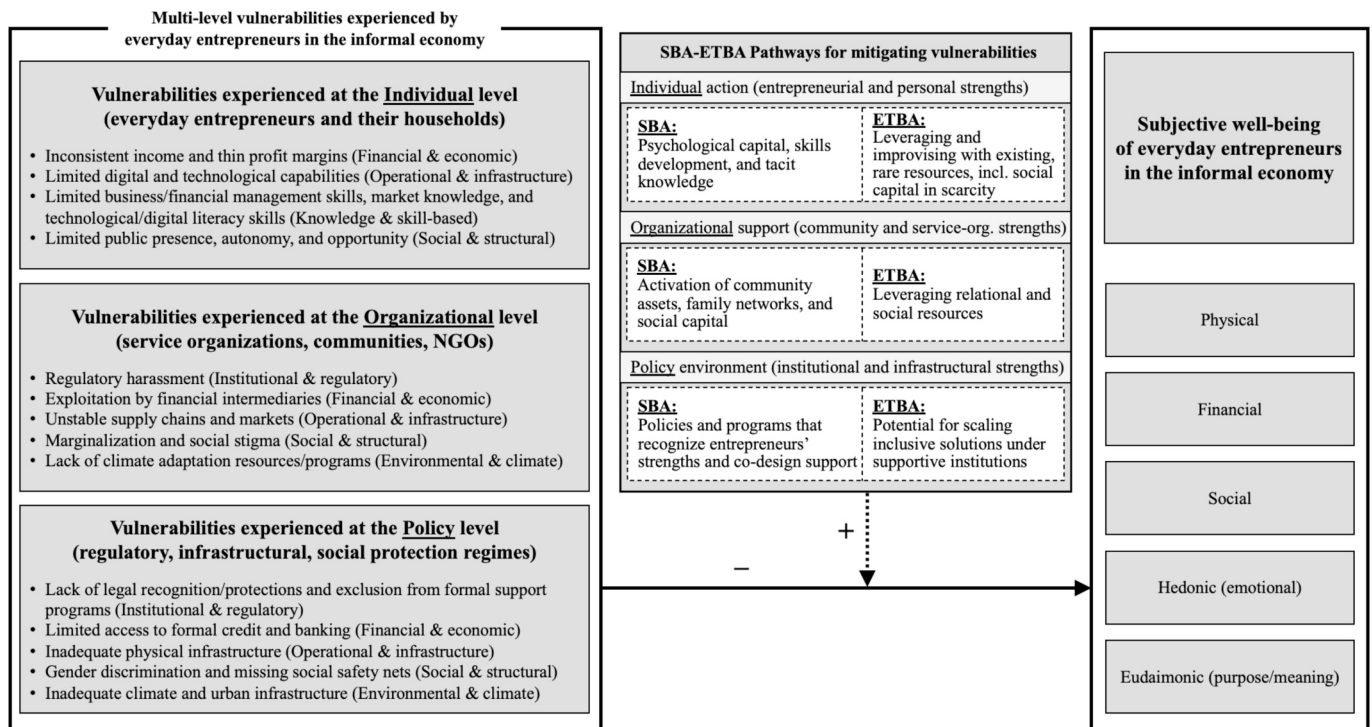 Multi-level vulnerabilities experienced by
everyday entrepreneurs in the informal economy
Vulnerabilities experienced at the Individual level
(everyday entrepreneurs and their households)
• Inconsistent income and thin profit margins (Financial & economic)
• Limited digital and technological capabilities (Operational & infrastructure)
• Limited business/financial management skills, market knowledge, and
technological/digital literacy skills (Knowledge & skill-based)
• Limited public presence, autonomy, and opportunity (Social & structural)
Vulnerabilities experienced at the Organizational level
(service organizations, communities, NGOs)
• Regulatory harassment (Institutional & regulatory)
• Exploitation by financial intermediaries (Financial & economic)
• Unstable supply chains and markets (Operational & infrastructure)
• Marginalization and social stigma (Social & structural)
• Lack of climate adaptation resources/programs (Environmental & climate)
Vulnerabilities experienced at the Policy level
(regulatory, infrastructural, social protection regimes)
• Lack of legal recognition/protections and exclusion from formal support
programs (Institutional & regulatory)
• Limited access to formal credit and banking (Financial & economic)
• Inadequate physical infrastructure (Operational & infrastructure)
• Gender discrimination and missing social safety nets (Social & structural)
• Inadequate climate and urban infrastructure (Environmental & climate)
SBA-ETBA Pathways for mitigating vulnerabilities
Individual action (entrepreneurial and personal strengths)
SBA:
Psychological capital, skills
development, and tacit
knowledge
ETBA:
Leveraging and
improvising with existing,
rare resources, incl. social
capital in scarcity
Organizational support (community and service-org. strengths)
SBA:
Activation of community
assets, family networks, and
social capital
ETBA:
Leveraging relational and
social resources
Policy environment (institutional and infrastructural strengths)
SBA:
Policies and programs that
recognize entrepreneurs'
strengths and co-design support
ETBA:
Potential for scaling
inclusive solutions under
supportive institutions
+
−
Subjective well-being
of everyday entrepreneurs
in the informal economy
Physical
Financial
Social
Hedonic (emotional)
Eudaimonic (purpose/meaning)